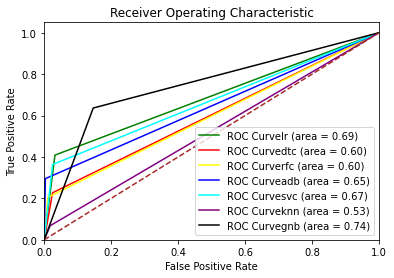 Receiver Operating Characteristic
True Positive Rate
1.0
0.8
0.6
0.4
0.2
0.0
ROC Curvelr (area = 0.69)
ROC Curvedtc (area = 0.60)
ROC Curverfc (area = 0.60)
ROC Curveadb (area = 0.65)
ROC Curvesvc (area = 0.67)
ROC Curveknn (area = 0.53)
ROC Curvegnb (area = 0.74)
0.0 0.2 0.4 0.6 0.8 1.0
False Positive Rate